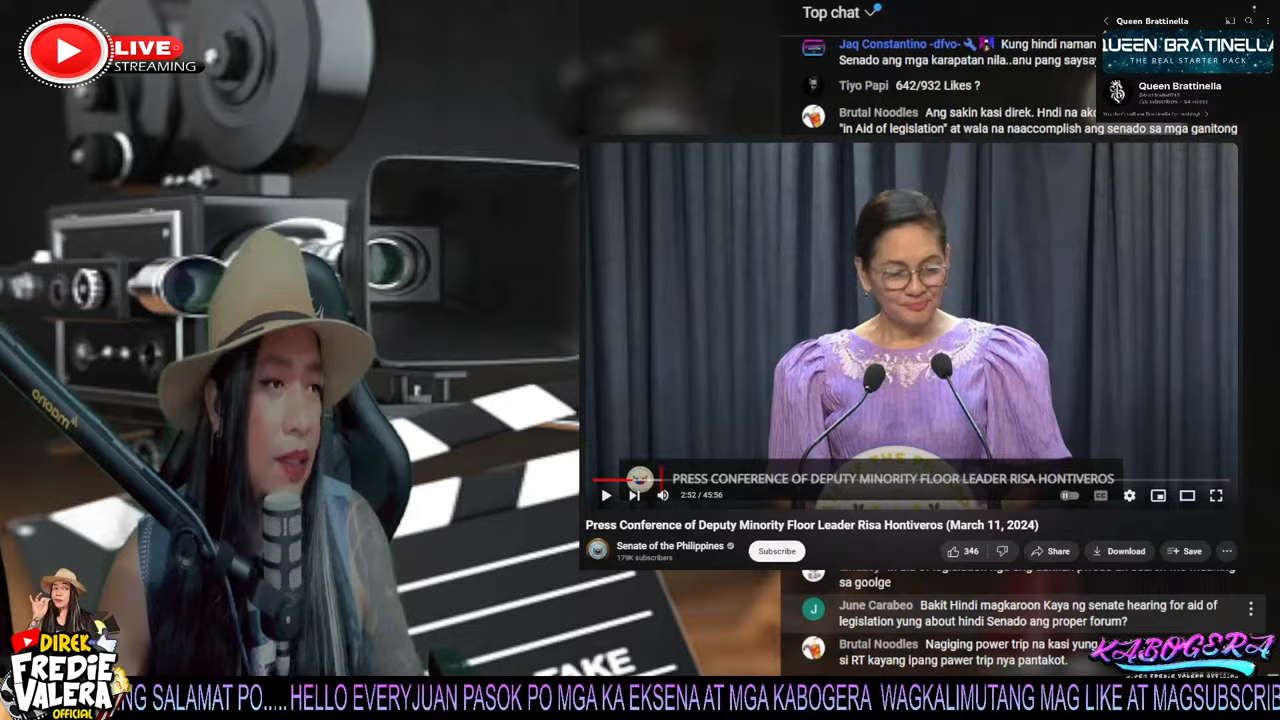 LIVE
STREAMING
Top chat
Queen Brattinella
Jaq Constantino -dfvo- Kung hindi naman
Senado ang mga karapatan nila..anu pang saysay
QUEEN BRATINELLA
THE REAL STARTER PACK
Tiyo Papi 642/932 Likes ?
Queen Brattinella
Brutal Noodles Ang sakin kasi direk. Hndi na
"In Aid of legislation" at wala na naaccomplish ang senado sa mga ganitong
maono
PRESS CONFERENCE OF DEPUTY MINORITY FLOOR LEADER RISA HONTIVEROS
2:52 / 45:56
Press Conference of Deputy Minority Floor Leader Risa Hontiveros (March 11, 2024)
Senate of the Philippines
179K subscribers
Subscribe
346
Share
Download
Save
sa goolge
J
June Carabeo Bakit Hindi magkaroon Kaya ng senate hearing for aid of
legislation yung about hindi Senado ang proper forum?
Brutal Noodles Nagiging power trip na kasi yung
si RT kayang ipang pawer trip nya pantakot.
KABOGERA
TAKE
DIREK
FREDIE
VALERA
OFFICIAL
NG SALAMAT PO..... HELLO EVERYJUAN PASOK PO MGA KA EKSENA AT MGA KABOGERA WAGKALIMUTANG MAG LIKE AT MAGSUBSCRIB